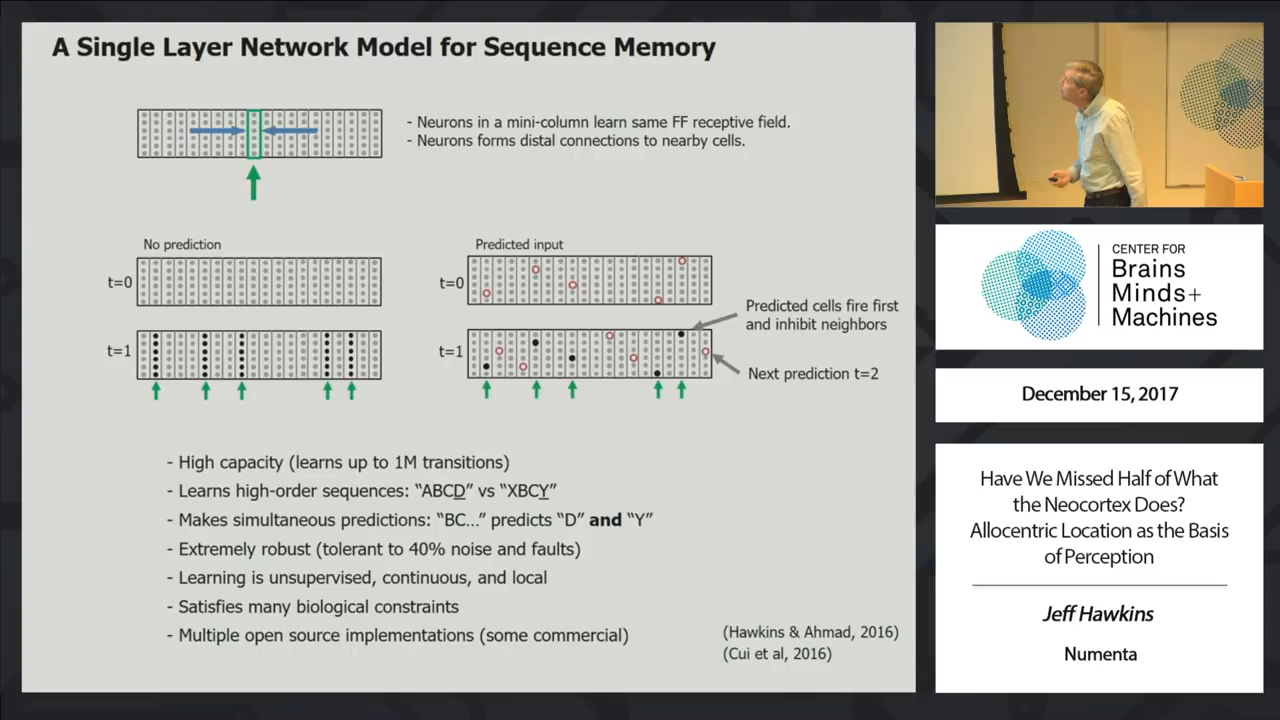 A Single Layer Network Model for Sequence Memory
- Neurons in a mini-column learn same FF receptive field.
- Neurons forms distal connections to nearby cells.
No prediction
t=0
t=1
Predicted input
t=0
t=1
Predicted cells fire first
and inhibit neighbors
Next prediction t=2
- High capacity (learns up to 1M transitions)
- Learns high-order sequences: “ABCD” vs “XBCY”
- Makes simultaneous predictions: “BC...” predicts “D” and “Y”
- Extremely robust (tolerant to 40% noise and faults)
- Learning is unsupervised, continuous, and local
- Satisfies many biological constraints
- Multiple open source implementations (some commercial)
(Hawkins & Ahmad, 2016)
(Cui et al, 2016)
CENTER FOR
Brains
Minds+
Machines
December 15, 2017
Have We Missed Half of What
the Neocortex Does?
Allocentric Location as the Basis
of Perception
Jeff Hawkins
Numenta